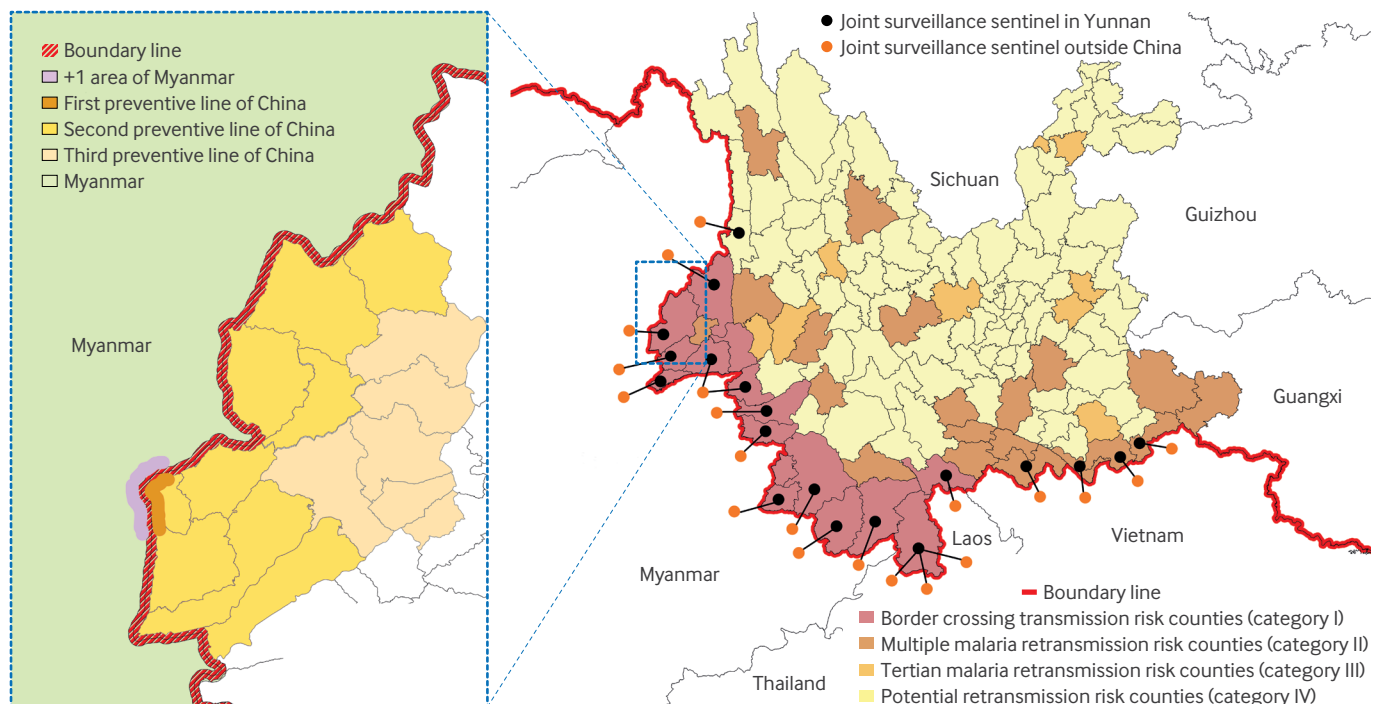 Boundary line
+1 area of Myanmar
First preventive line of China
Second preventive line of China
Third preventive line of China
Myanmar
Myanmar
Joint surveillance sentinel in Yunnan
Joint surveillance sentinel outside China
Sichuan
Guizhou
Guangxi
Vietnam
Laos
Myanmar
Thailand
Boundary line
Border crossing transmission risk counties (category I)
Multiple malaria retransmission risk counties (category II)
Tertian malaria retransmission risk counties (category III)
Potential retransmission risk counties (category IV)